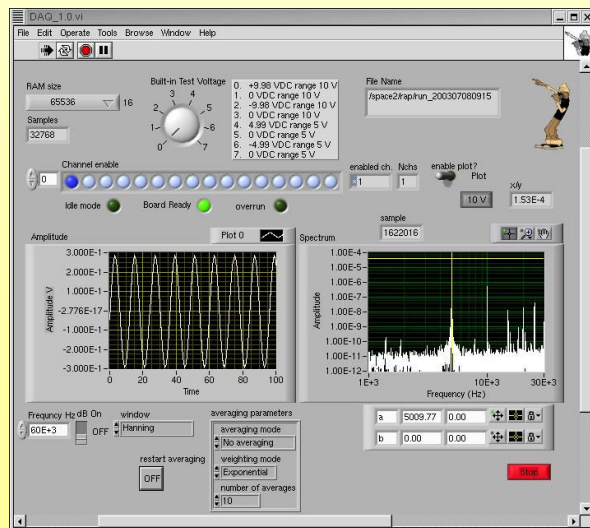 DAQ_1.0.vi
File Edit Operate Tools Browse Window Help
RAM size
65536
16
Samples
32768
Built-in Test Voltage
0 1 2 3 4 5 6 7
0. +9.98 VDC range 10 V
1. 0 VDC range 10 V
2. -9.98 VDC range 10 V
3. 0 VDC range 10 V
4. 4.99 VDC range 5 V
5. 0 VDC range 5 V
6. -4.99 VDC range 5 V
7. 0 VDC range 5 V
File Name
/space2/rap/run_200307080915
Channel enable
0
enabled ch.
1
Nchs
1
enable plot?
Plot
10 V
x/y
1.53E-4
Idle mode
Board Ready
overrun
sample
1622016
Amplitude
Plot 0
3.000E-1
2.000E-1
1.000E-1
-2.776E-17
-1.000E-1
-2.000E-1
-3.000E-1
Amplitude V
0 20 40 60 80 100
Time
Spectrum
1.00E-4
1.00E-5
1.00E-6
1.00E-7
1.00E-8
1.00E-9
1.00E-10
1.00E-11
1.00E-12
Amplitude
1E+3 10E+3 30E+3
Frequency (Hz)
Frequncy Hz
60E+3
dB On
OFF
window
Hanning
restart averaging
OFF
averaging parameters
averaging mode
No averaging
weighting mode
Exponential
number of averages
10
a 5009.77 0.00
b 0.00 0.00
Stop